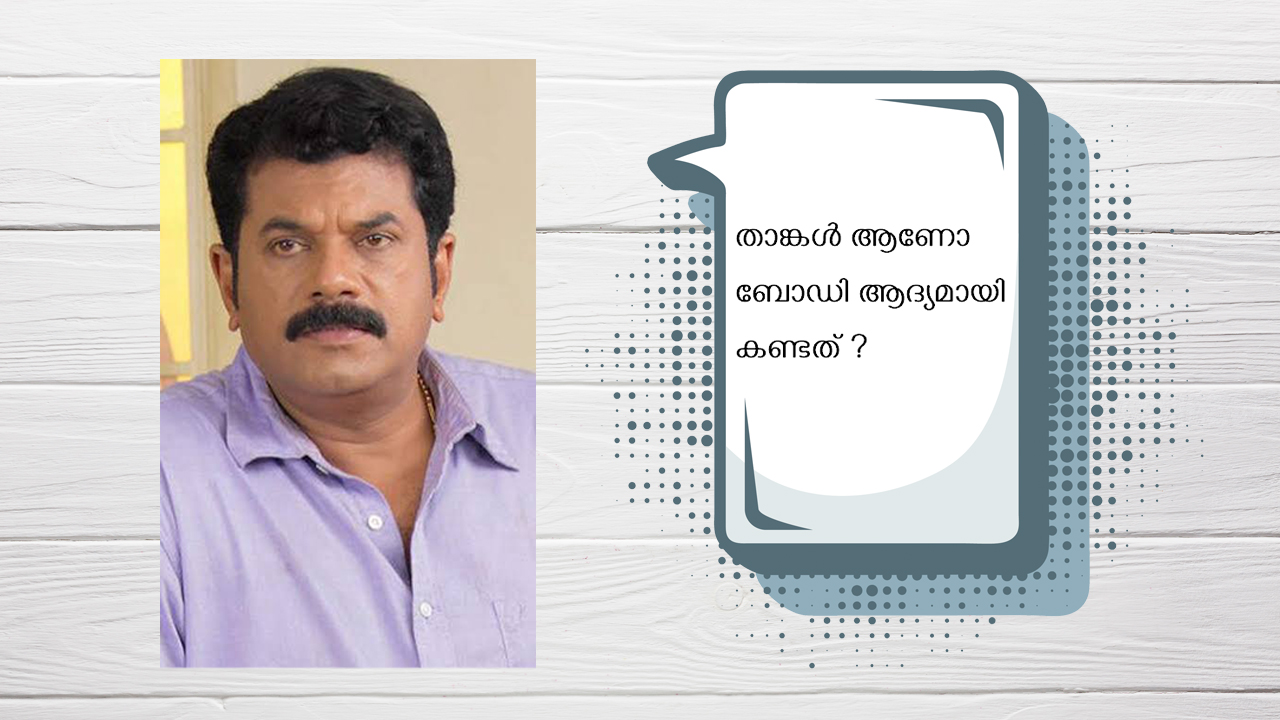 താങ്കൾ ആണോ
ബോഡി ആദ്യമായി
കണ്ടത് ?